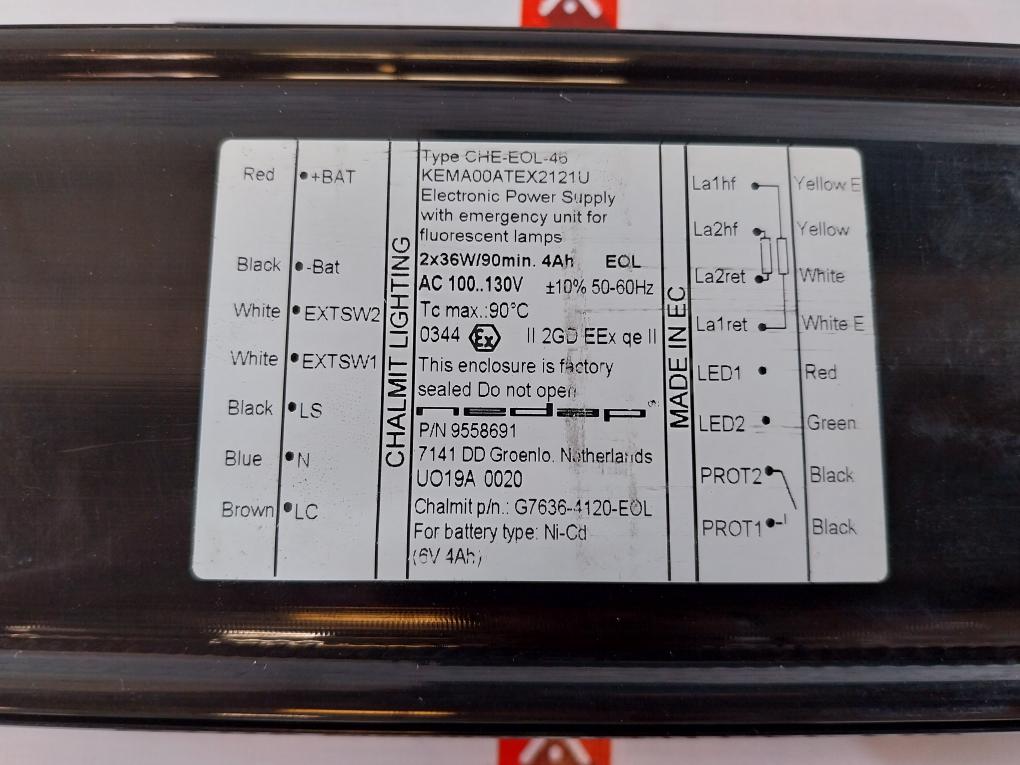 Red +BAT
Black -Bat
White EXTSW2
White EXTSW1
Black LS
Blue N
Brown LC
CHALMIT LIGHTING
Type CHE-EOL-46
KEMA00ATEX2121U
Electronic Power Supply
with emergency unit for
fluorescent lamps
2x36W/90min. 4Ah EOL
AC 100..130V ±10% 50-60Hz
Tc max.:90°C
0344 Ex II 2GD EEx qe II
This enclosure is factory
sealed Do not open
nedap
P/N 9558691
7141 DD Groenlo. Netherlands
UO19A 0020
Chalmit p/n.: G7636-4120-EOL
For battery type: Ni-Cd
(6V 4Ah)
MADE IN EC
La1hf Yellow E
La2hf Yellow
La2ret White
La1ret White E
LED1 Red
LED2 Green
PROT2 Black
PROT1 Black